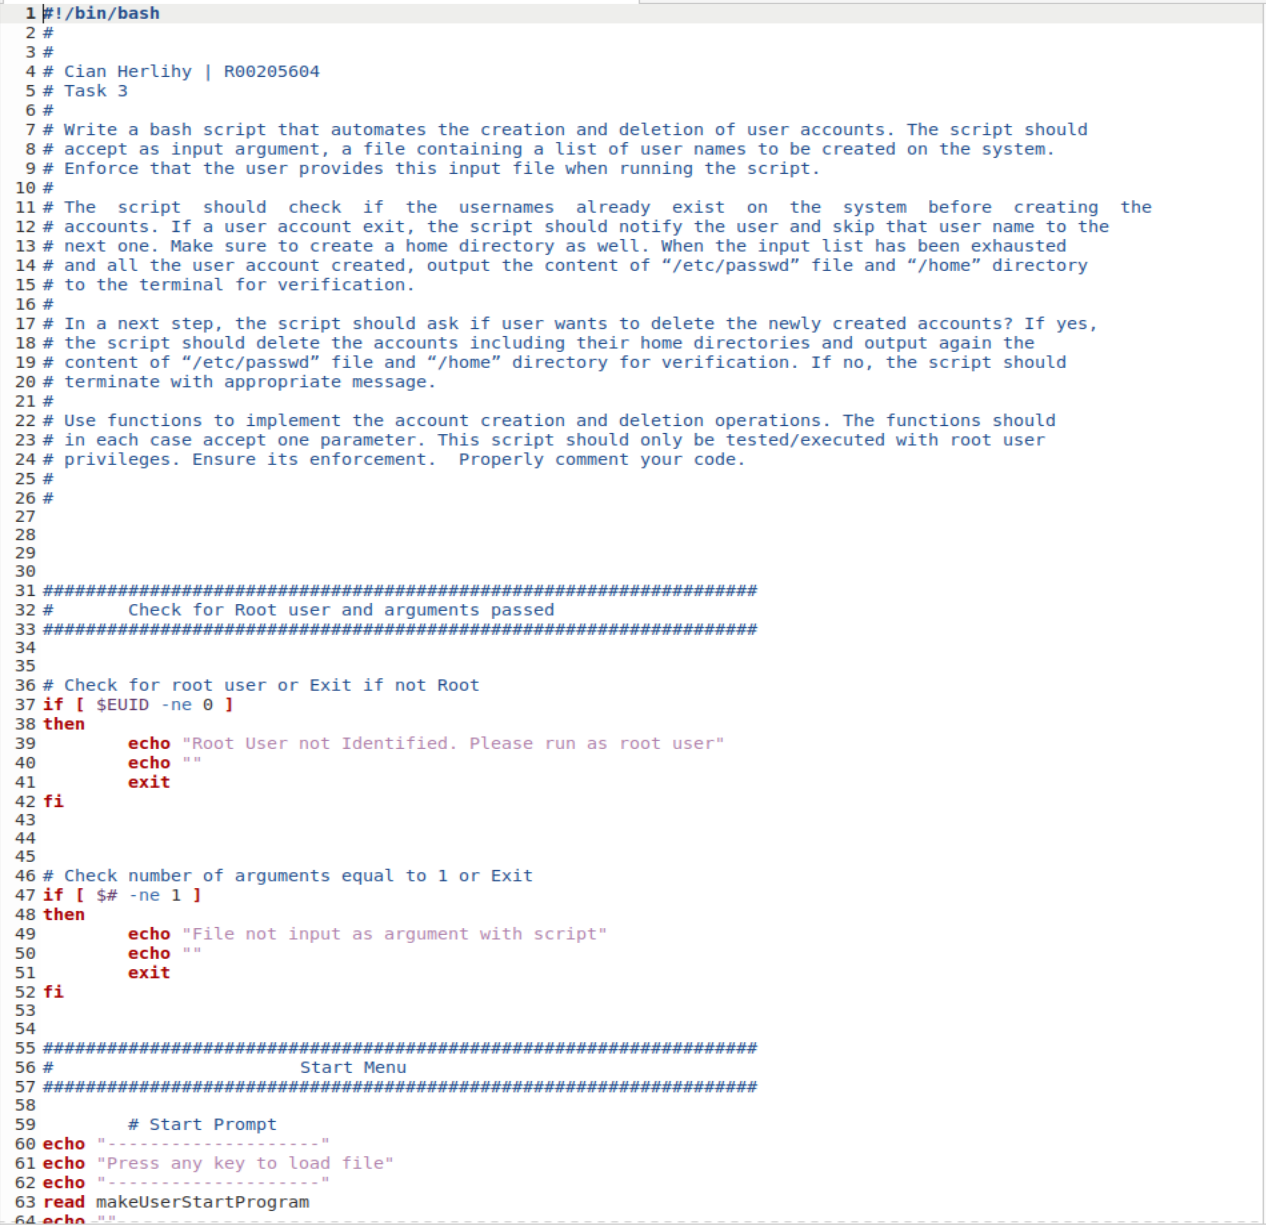 1 #!/bin/bash
2 #
3 #
4 # Cian Herlihy | R00205604
5 # Task 3
6 #
7 # Write a bash script that automates the creation and deletion of user accounts. The script should
8 # accept as input argument, a file containing a list of user names to be created on the system.
9 # Enforce that the user provides this input file when running the script.
10 #
11 # The  script  should  check  if  the  usernames  already  exist  on  the  system  before  creating  the
12 # accounts. If a user account exit, the script should notify the user and skip that user name to the
13 # next one. Make sure to create a home directory as well. When the input list has been exhausted
14 # and all the user account created, output the content of “/etc/passwd” file and “/home” directory
15 # to the terminal for verification.
16 #
17 # In a next step, the script should ask if user wants to delete the newly created accounts? If yes,
18 # the script should delete the accounts including their home directories and output again the
19 # content of “/etc/passwd” file and “/home” directory for verification. If no, the script should
20 # terminate with appropriate message.
21 #
22 # Use functions to implement the account creation and deletion operations. The functions should
23 # in each case accept one parameter. This script should only be tested/executed with root user
24 # privileges. Ensure its enforcement.  Properly comment your code.
25 #
26 #
27
28
29
30
31 ###################################################################
32 #       Check for Root user and arguments passed
33 ###################################################################
34
35
36 # Check for root user or Exit if not Root
37 if [ $EUID -ne 0 ]
38 then
39         echo "Root User not Identified. Please run as root user"
40         echo ""
41         exit
42 fi
43
44
45
46 # Check number of arguments equal to 1 or Exit
47 if [ $# -ne 1 ]
48 then
49         echo "File not input as argument with script"
50         echo ""
51         exit
52 fi
53
54
55 ###################################################################
56 #                       Start Menu
57 ###################################################################
58
59         # Start Prompt
60 echo "--------------------"
61 echo "Press any key to load file"
62 echo "--------------------"
63 read makeUserStartProgram
64 echo ""